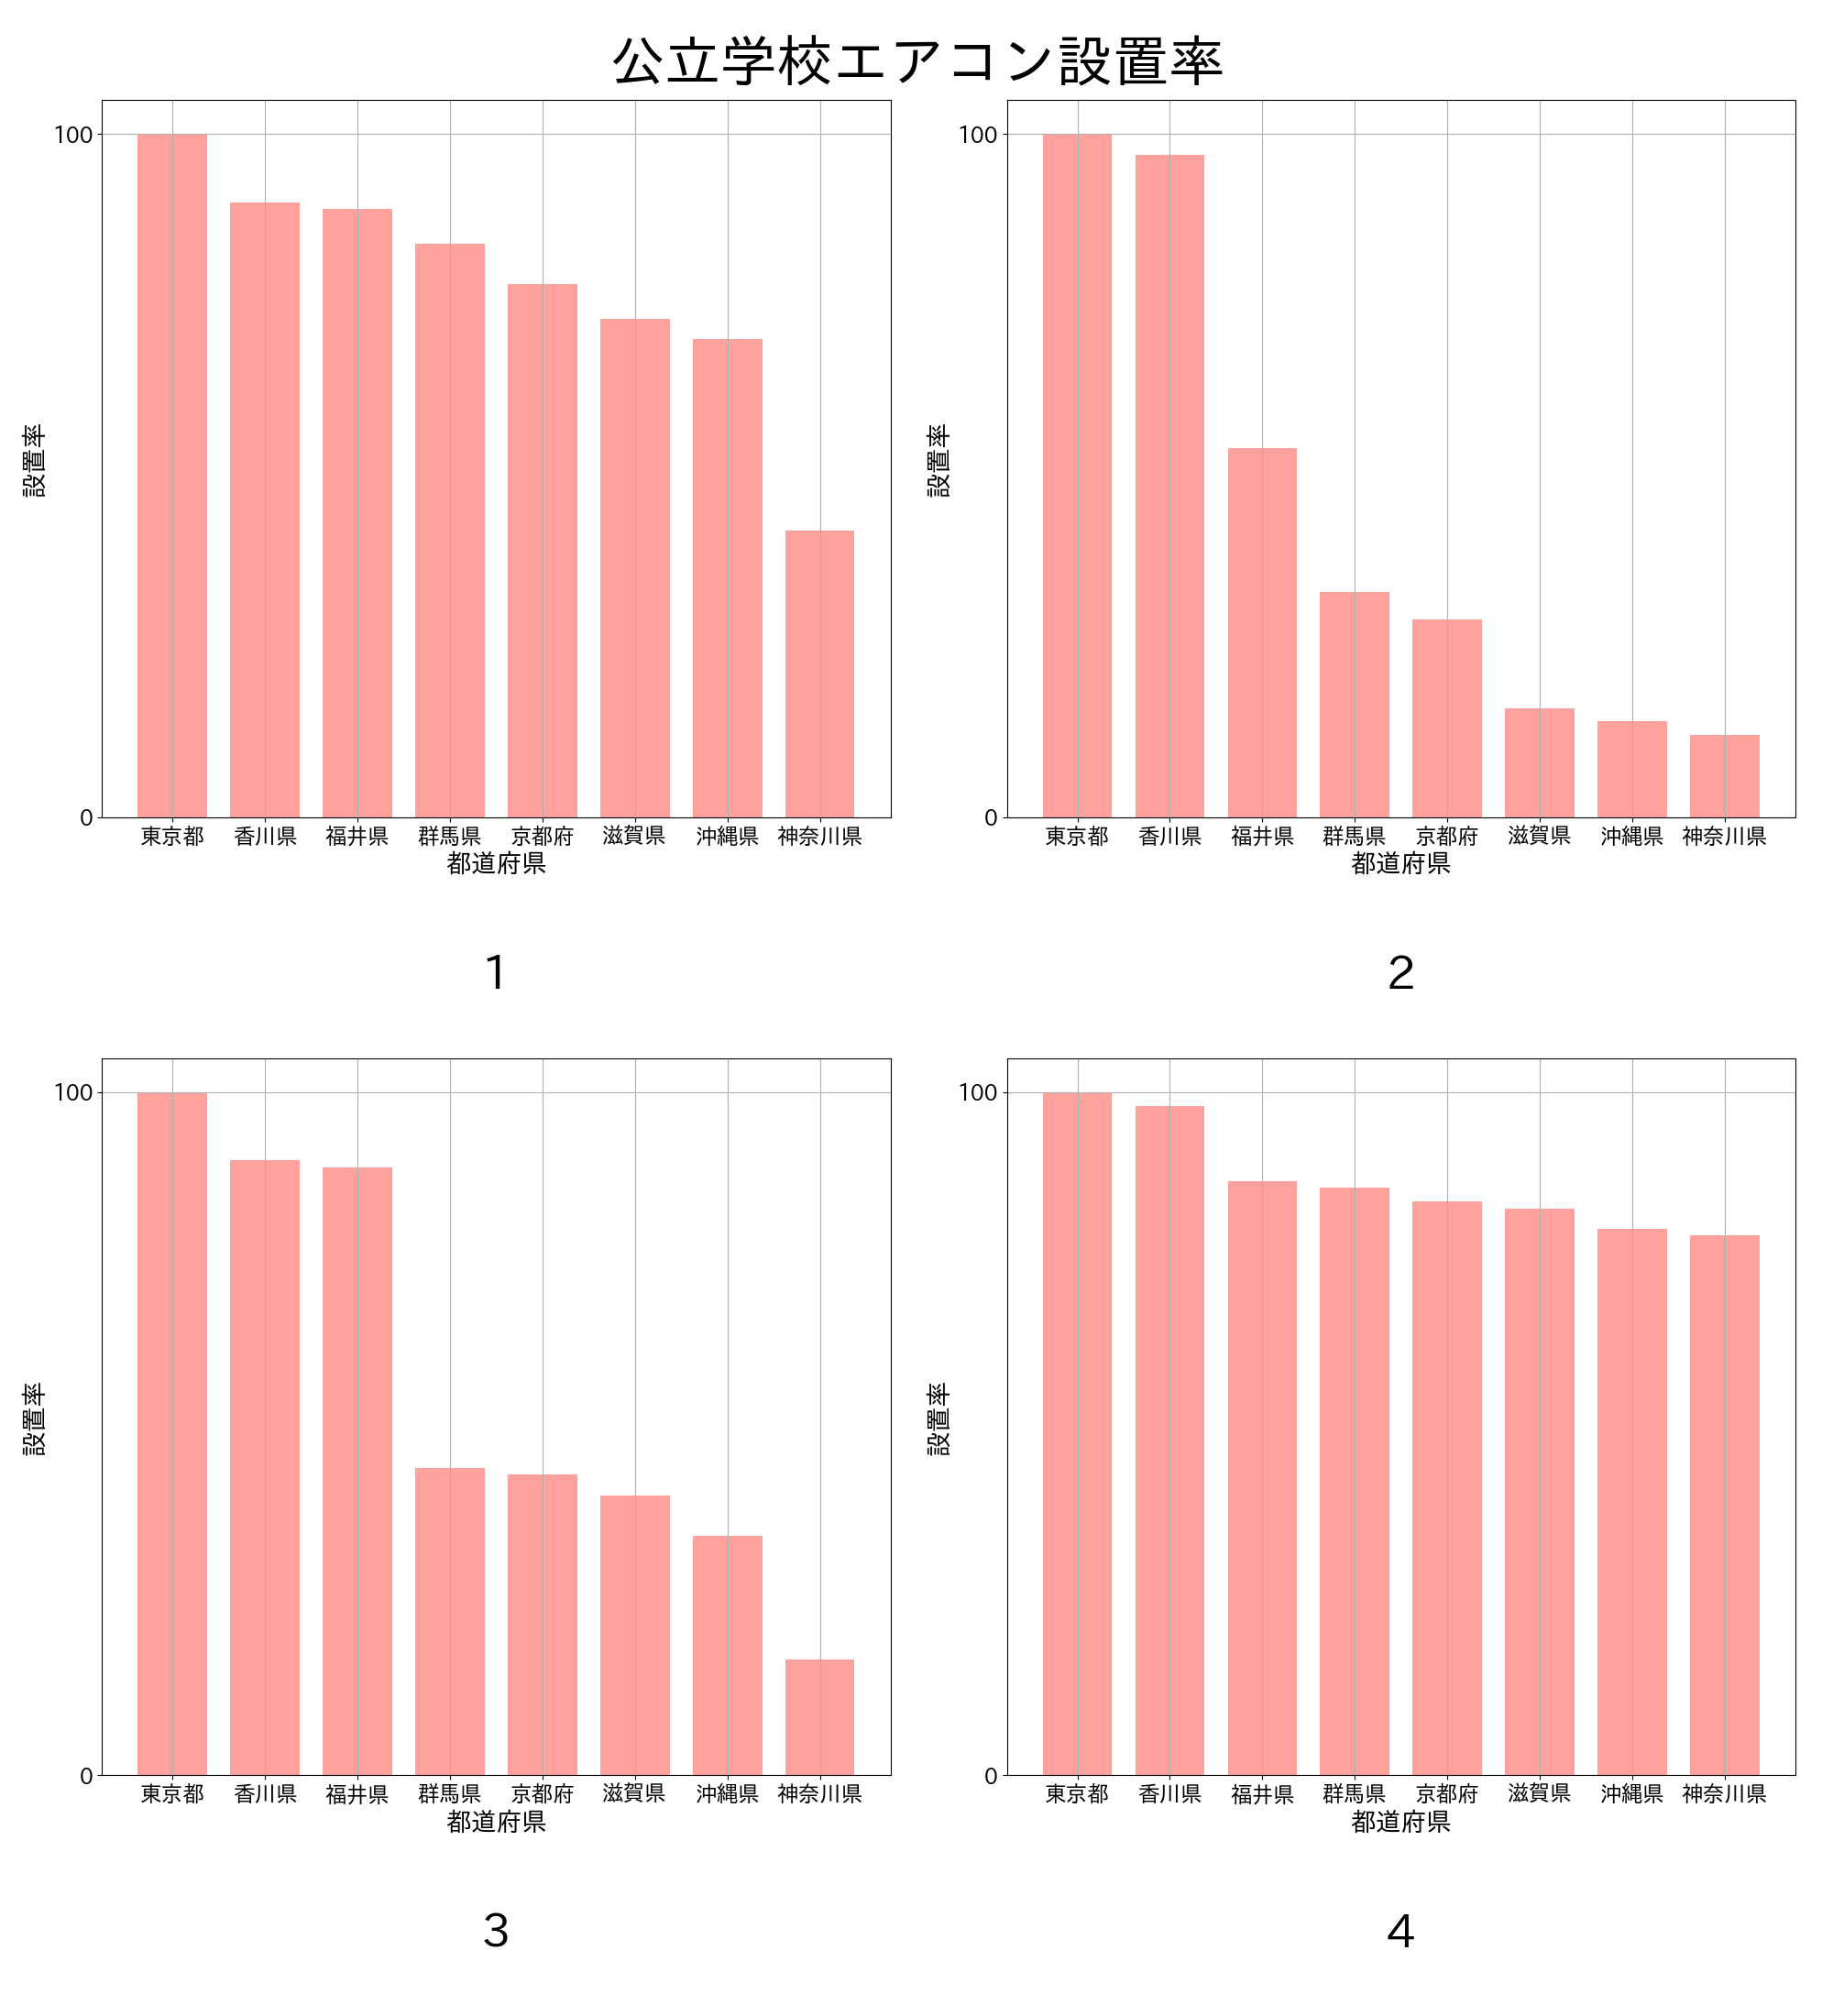 公立学校エアコン設置率
100
0
設置率
東京都 香川県 福井県 群馬県 京都府 滋賀県 沖縄県 神奈川県
都道府県
1
100
0
設置率
東京都 香川県 福井県 群馬県 京都府 滋賀県 沖縄県 神奈川県
都道府県
2
100
0
設置率
東京都 香川県 福井県 群馬県 京都府 滋賀県 沖縄県 神奈川県
都道府県
3
100
0
設置率
東京都 香川県 福井県 群馬県 京都府 滋賀県 沖縄県 神奈川県
都道府県
4